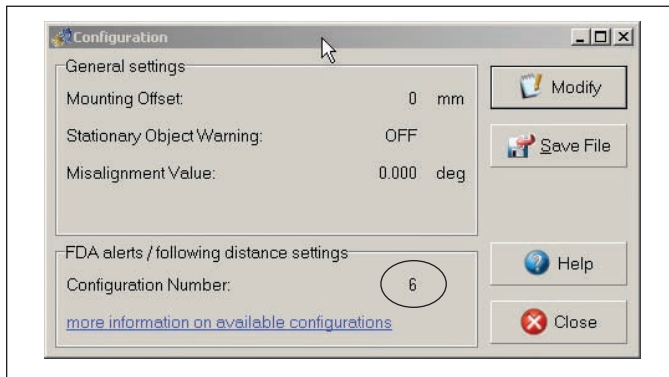 Configuration
General settings
Mounting Offset: 0 mm
Stationary Object Warning: OFF
Misalignment Value: 0.000 deg
Modify
Save File
FDA alerts / following distance settings
Configuration Number: 6
more information on available configurations
Help
Close